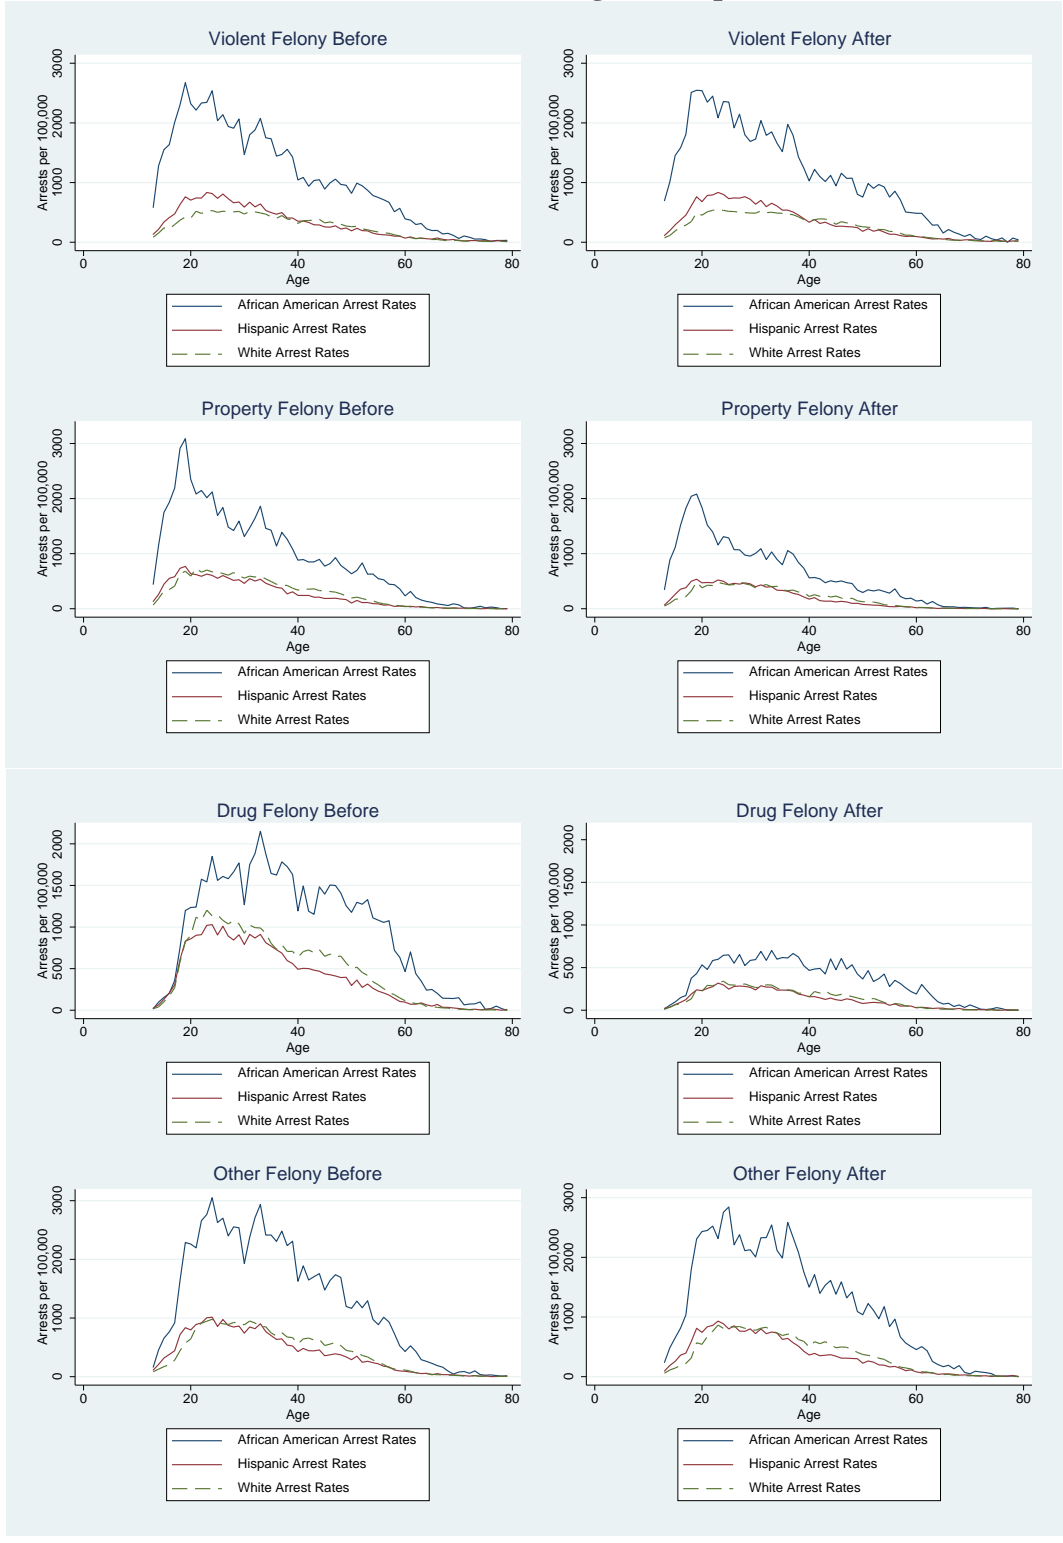 Violent Felony Before
Arrests per 100,000
0 1000 2000 3000
0 20 40 60 80
Age
African American Arrest Rates
Hispanic Arrest Rates
White Arrest Rates
Violent Felony After
Arrests per 100,000
0 1000 2000 3000
0 20 40 60 80
Age
African American Arrest Rates
Hispanic Arrest Rates
White Arrest Rates
Property Felony Before
Arrests per 100,000
0 1000 2000 3000
0 20 40 60 80
Age
African American Arrest Rates
Hispanic Arrest Rates
White Arrest Rates
Property Felony After
Arrests per 100,000
0 1000 2000 3000
0 20 40 60 80
Age
African American Arrest Rates
Hispanic Arrest Rates
White Arrest Rates
Drug Felony Before
Arrests per 100,000
0 500 1000 1500 2000
0 20 40 60 80
Age
African American Arrest Rates
Hispanic Arrest Rates
White Arrest Rates
Drug Felony After
Arrests per 100,000
0 500 1000 1500 2000
0 20 40 60 80
Age
African American Arrest Rates
Hispanic Arrest Rates
White Arrest Rates
Other Felony Before
Arrests per 100,000
0 1000 2000 3000
0 20 40 60 80
Age
African American Arrest Rates
Hispanic Arrest Rates
White Arrest Rates
Other Felony After
Arrests per 100,000
0 1000 2000 3000
0 20 40 60 80
Age
African American Arrest Rates
Hispanic Arrest Rates
White Arrest Rates